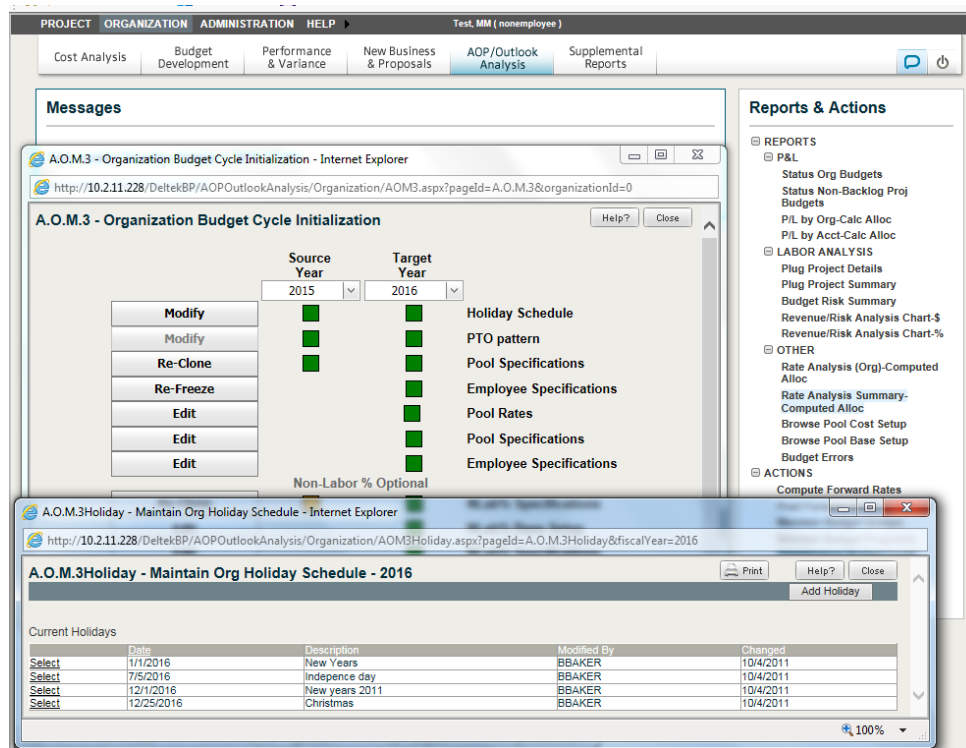 PROJECT ORGANIZATION ADMINISTRATION HELP Test, MM ( nonemployee )
Cost Analysis
Budget
Development
Performance
& Variance
New Business
& Proposals
AOP/Outlook
Analysis
Supplemental
Reports
Messages
A.O.M.3 - Organization Budget Cycle Initialization - Internet Explorer
http://10.2.11.228/DeltekBP/AOPOutlookAnalysis/Organization/AOM3.aspx?pageId=A.O.M.3&organizationId=0
A.O.M.3 - Organization Budget Cycle Initialization Help? Close
Source
Year
Target
Year
2015 2016
Modify Holiday Schedule
Modify PTO pattern
Re-Clone Pool Specifications
Re-Freeze Employee Specifications
Edit Pool Rates
Edit Pool Specifications
Edit Employee Specifications
Non-Labor % Optional
Reports & Actions
REPORTS
P&L
Status Org Budgets
Status Non-Backlog Proj
Budgets
P/L by Org-Calc Alloc
P/L by Acct-Calc Alloc
LABOR ANALYSIS
Plug Project Details
Plug Project Summary
Budget Risk Summary
Revenue/Risk Analysis Chart-$
Revenue/Risk Analysis Chart-%
OTHER
Rate Analysis (Org)-Computed
Alloc
Rate Analysis Summary-
Computed Alloc
Browse Pool Cost Setup
Browse Pool Base Setup
Budget Errors
ACTIONS
Compute Forward Rates
A.O.M.3Holiday - Maintain Org Holiday Schedule - Internet Explorer
http://10.2.11.228/DeltekBP/AOPOutlookAnalysis/Organization/AOM3Holiday.aspx?pageId=A.O.M.3Holiday&fiscalYear=2016
A.O.M.3Holiday - Maintain Org Holiday Schedule - 2016 Print Help? Close
Add Holiday
Current Holidays
Date Description Modified By Changed
Select 1/1/2016 New Years BBAKER 10/4/2011
Select 7/5/2016 Indepence day BBAKER 10/4/2011
Select 12/1/2016 New years 2011 BBAKER 10/4/2011
Select 12/25/2016 Christmas BBAKER 10/4/2011
100%